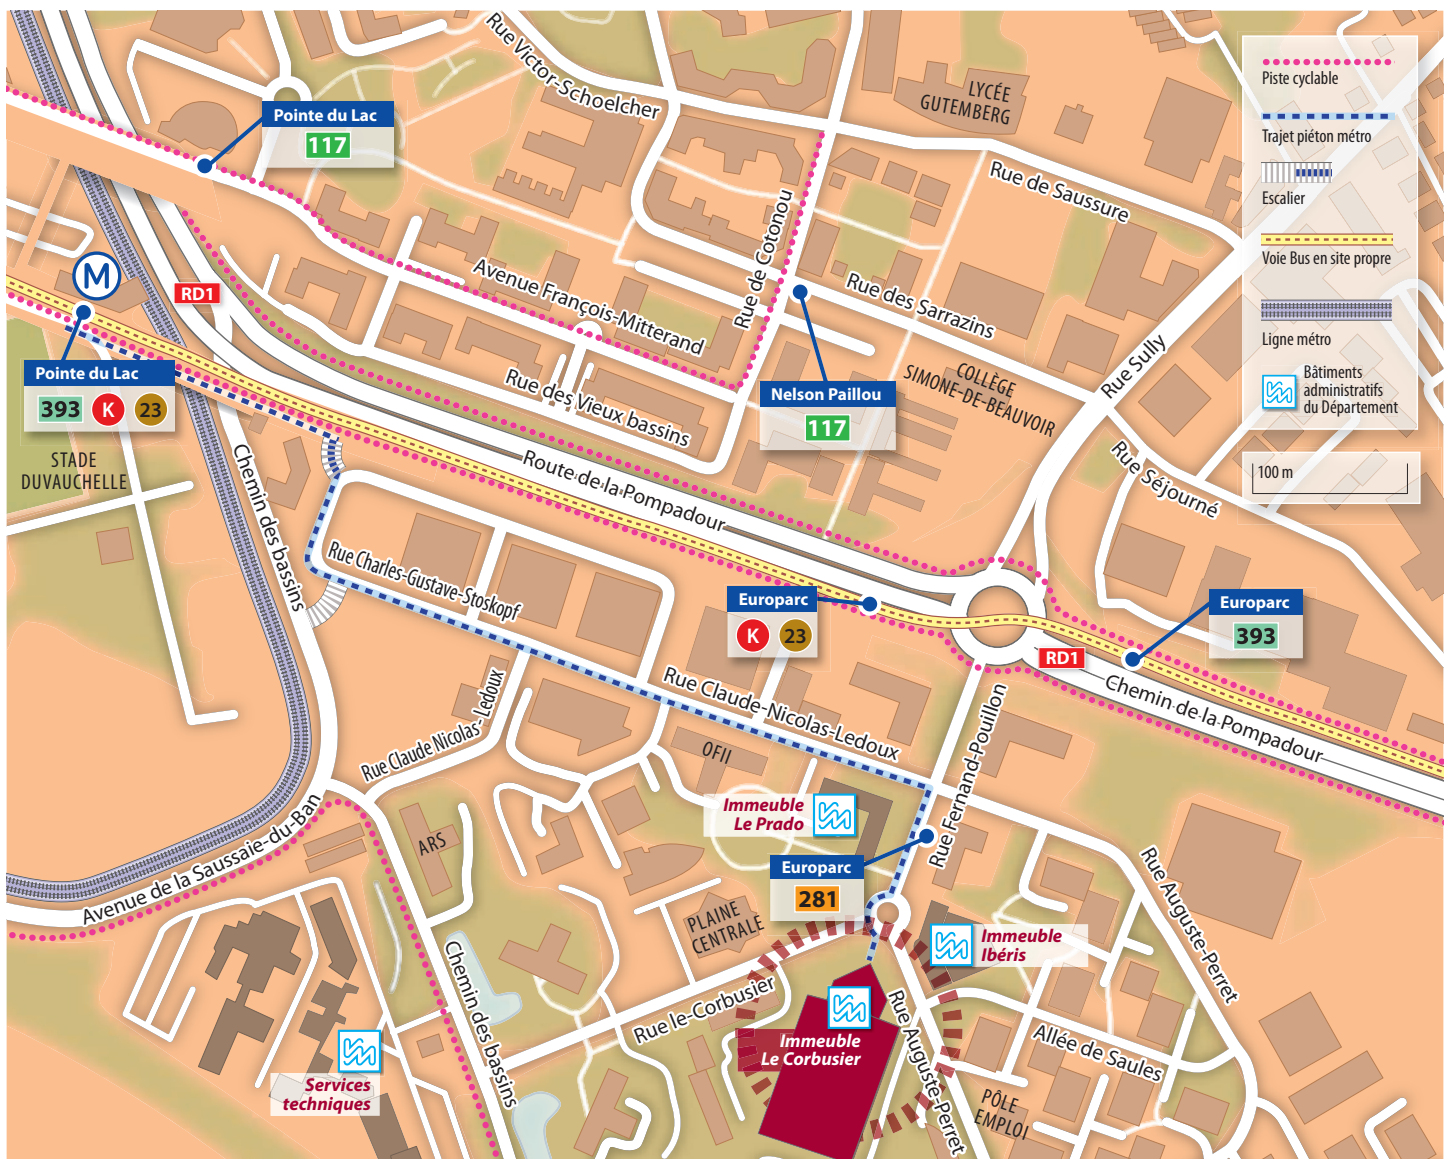 Rue Victor-Schoelcher
LYCÉE
GUTEMBERG
Piste cyclable
Trajet piéton métro
Escalier
Voie Bus en site propre
Ligne métro
Bâtiments
administratifs
du Département
100 m
Pointe du Lac
117
Rue de Saussure
Rue de Cotonou
Avenue François-Mitterand
Rue des Sarrazins
M
RD1
Pointe du Lac
393 K 23
Rue des Vieux bassins
Nelson Paillou
117
COLLÈGE
SIMONE-DE-BEAUVOIR
Rue Sully
Rue Séjourné
STADE
DUVAUCHELLE
Chemin des bassins
Route de la Pompadour
Rue Charles-Gustave-Stoskopf
Europarc
K 23
Europarc
393
RD1
Chemin de la Pompadour
Rue Claude Nicolas-Ledoux
Rue Claude-Nicolas-Ledoux
OFII
Rue Fernand-Pouillon
Immeuble
Le Prado
ARS
Avenue de la Saussaie-du-Ban
Europarc
281
Rue Auguste-Perret
PLAINE
CENTRALE
Immeuble
Ibéris
Chemin des bassins
Rue le-Corbusier
Immeuble
Le Corbusier
Rue Auguste-Perret
Allée de Saules
Services
techniques
PÔLE
EMPLOI